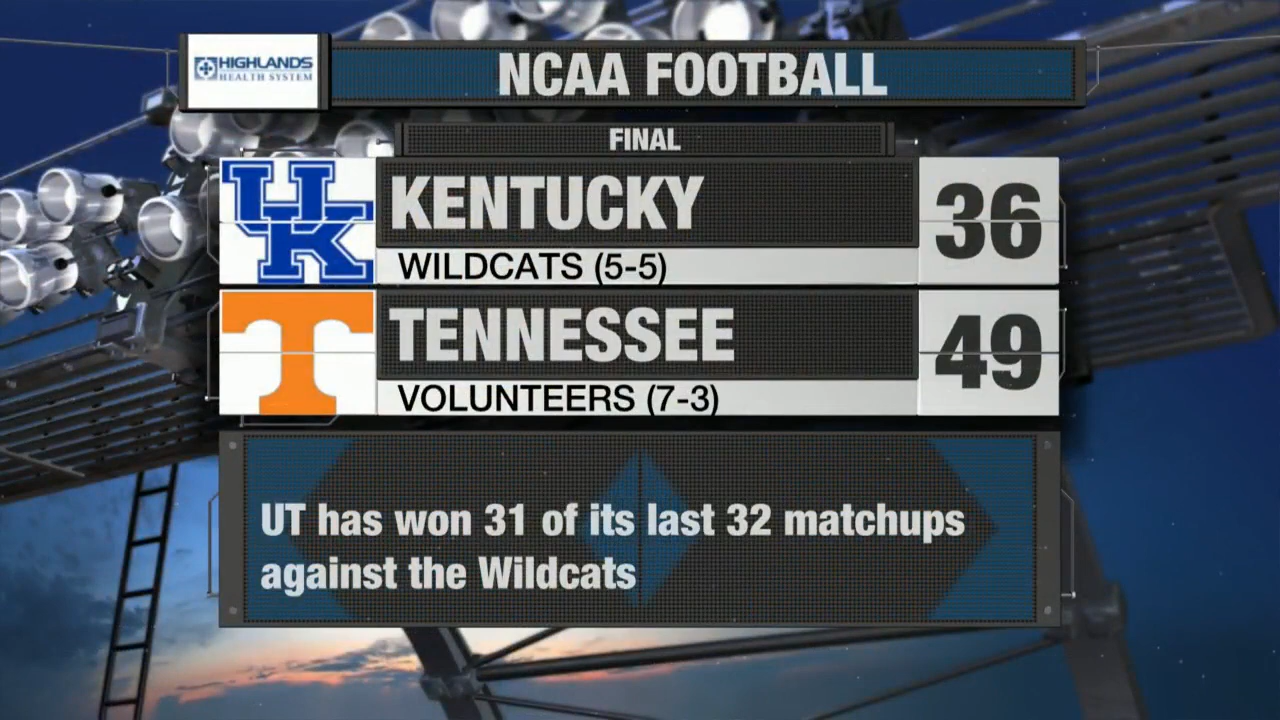 HIGHLANDS
HEALTH SYSTEM
NCAA FOOTBALL
FINAL
UK
KENTUCKY
36
WILDCATS (5-5)
T
TENNESSEE
49
VOLUNTEERS (7-3)
UT has won 31 of its last 32 matchups
against the Wildcats